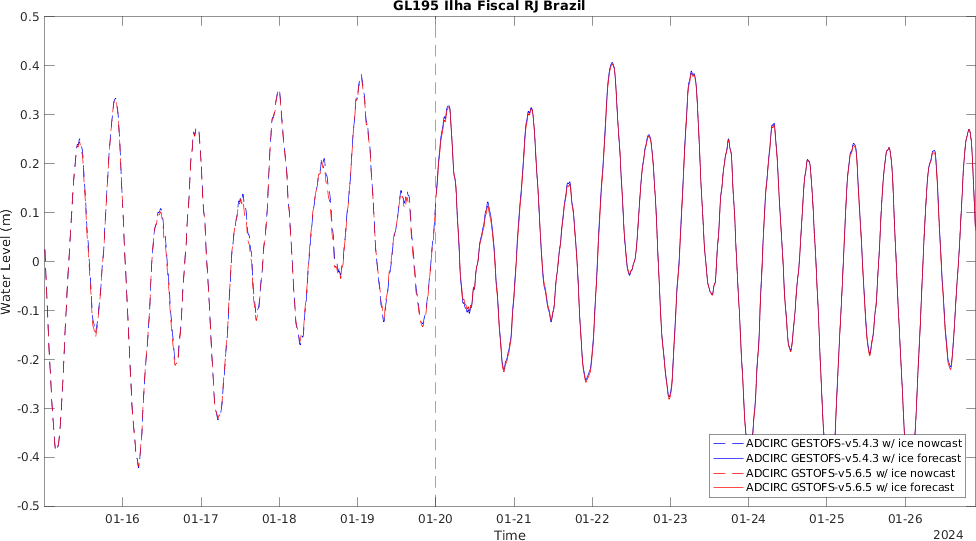 GL195 Ilha Fiscal RJ Brazil
0.5
0.4
0.3
0.2
0.1
0
-0.1
-0.2
-0.3
-0.4
-0.5
Water Level (m)
ADCIRC GESTOFS-v5.4.3 w/ ice nowcast
ADCIRC GESTOFS-v5.4.3 w/ ice forecast
ADCIRC GSTOFS-v5.6.5 w/ ice nowcast
ADCIRC GSTOFS-v5.6.5 w/ ice forecast
01-16 01-17 01-18 01-19 01-20 01-21 01-22 01-23 01-24 01-25 01-26
Time
2024